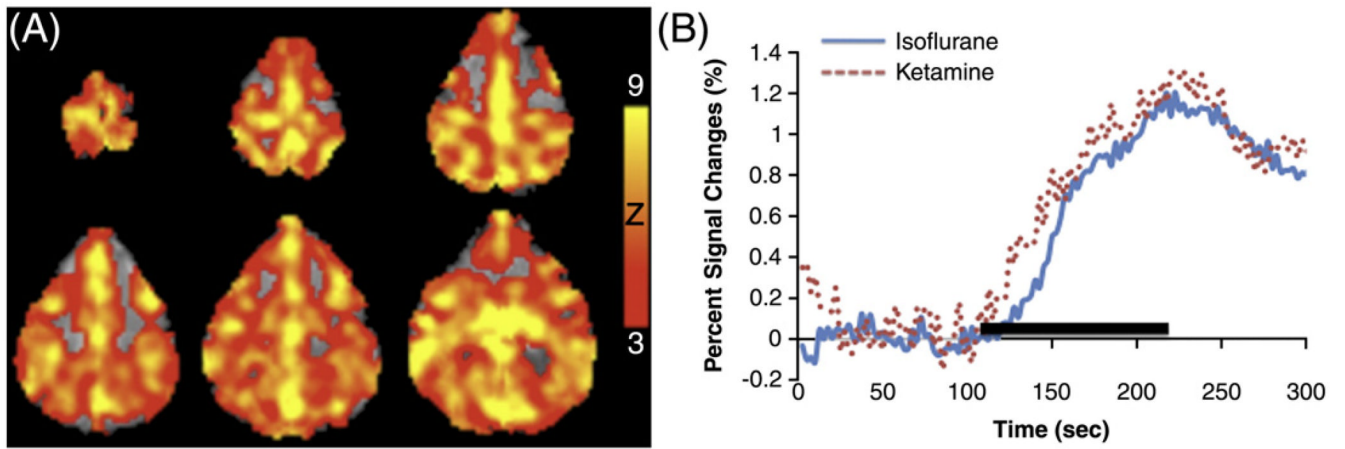 (A)
9
Z
3
(B)
Isoflurane
Ketamine
Percent Signal Changes (%)
1.4
1.2
1
0.8
0.6
0.4
0.2
0
-0.2
0 50 100 150 200 250 300
Time (sec)